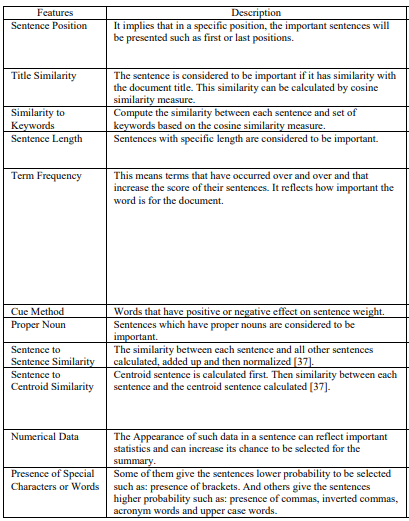 Features Description
Sentence Position It implies that in a specific position, the important sentences will
be presented such as first or last positions.
Title Similarity The sentence is considered to be important if it has similarity with
the document title. This similarity can be calculated by cosine
similarity measure.
Similarity to Compute the similarity between each sentence and set of
Keywords keywords based on the cosine similarity measure.
Sentence Length Sentences with specific length are considered to be important.
Term Frequency This means terms that have occurred over and over and that
increase the score of their sentences. It reflects how important the
word is for the document.
Cue Method Words that have positive or negative effect on sentence weight.
Proper Noun Sentences which have proper nouns are considered to be
important.
Sentence to The similarity between each sentence and all other sentences
Sentence Similarity calculated, added up and then normalized [37].
Sentence to Centroid sentence is calculated first. Then similarity between each
Centroid Similarity sentence and the centroid sentence calculated [37].
Numerical Data The Appearance of such data in a sentence can reflect important
statistics and can increase its chance to be selected for the
summary.
Presence of Special Some of them give the sentences lower probability to be selected
Characters or Words such as: presence of brackets. And others give the sentences
higher probability such as: presence of commas, inverted commas,
acronym words and upper case words.